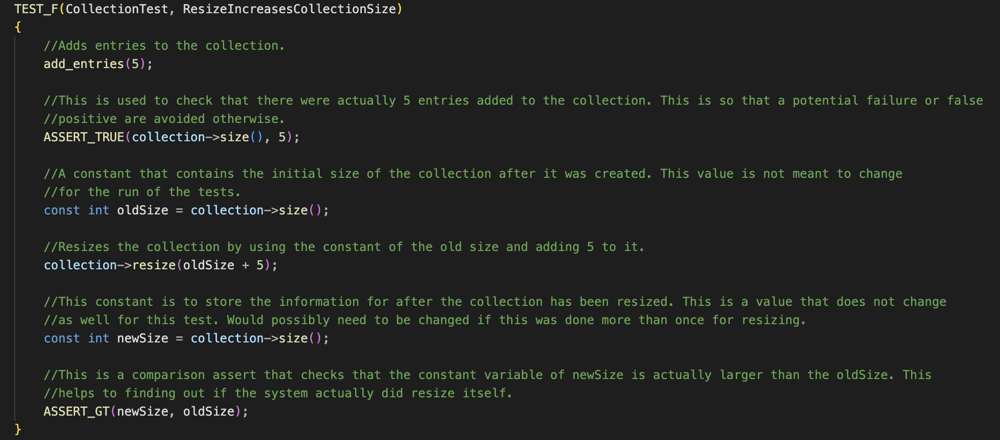 TEST_F(CollectionTest, ResizeIncreasesCollectionSize)
{
//Adds entries to the collection.
add_entries(5);
//This is used to check that there were actually 5 entries added to the collection. This is so that a potential failure or false
//positive are avoided otherwise.
ASSERT_TRUE(collection->size(), 5);
//A constant that contains the initial size of the collection after it was created. This value is not meant to change
//for the run of the tests.
const int oldSize = collection->size();
//Resizes the collection by using the constant of the old size and adding 5 to it.
collection->resize(oldSize + 5);
//This constant is to store the information for after the collection has been resized. This is a value that does not change
//as well for this test. Would possibly need to be changed if this was done more than once for resizing.
const int newSize = collection->size();
//This is a comparison assert that checks that the constant variable of newSize is actually larger than the oldSize. This
//helps to finding out if the system actually did resize itself.
ASSERT_GT(newSize, oldSize);
}